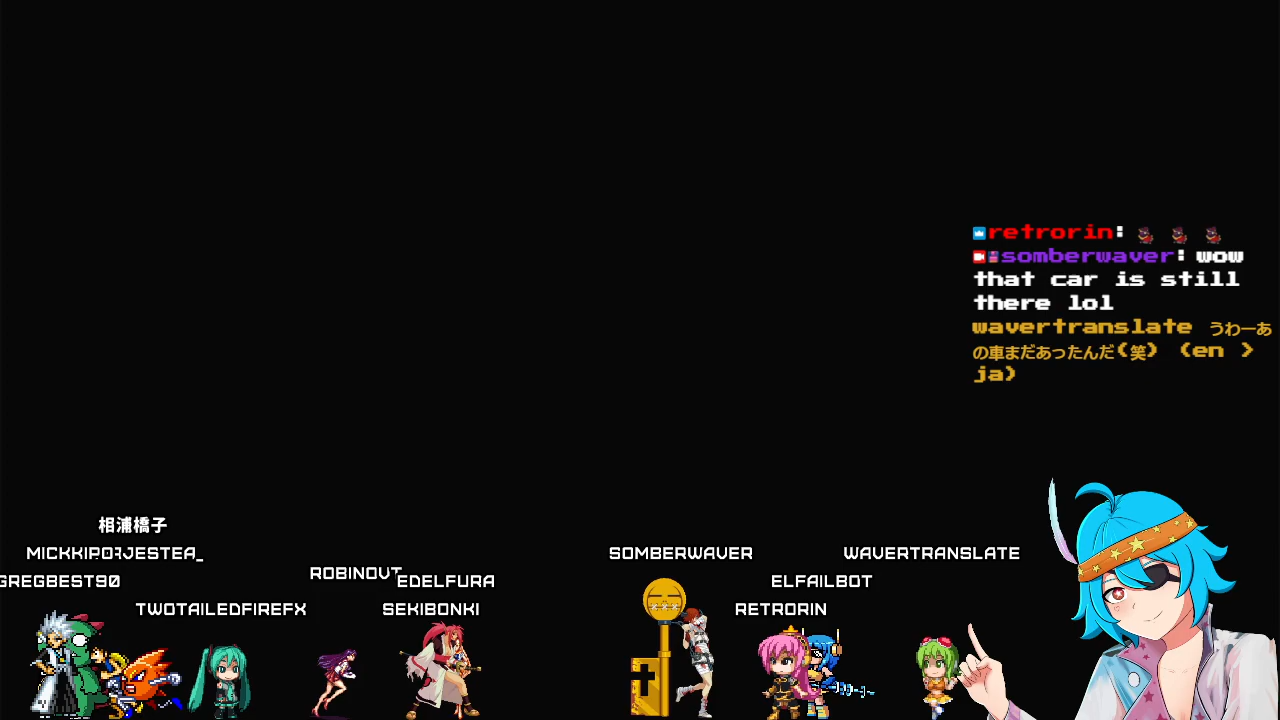 retrorin:
somberwaver: wow
that car is still
there lol
wavertranslate うわーあ
の車まだあったんだ(笑) (en >
ja)
相浦橋子
JESTEA_
SOMBERWAVER
WAVERTRANSLATE
GREGBEST90
ROBINOVT
EDELFURA
ELFAILBOT
TWOTAILEDFIREFX
SEKIBONKI
RETRORIN